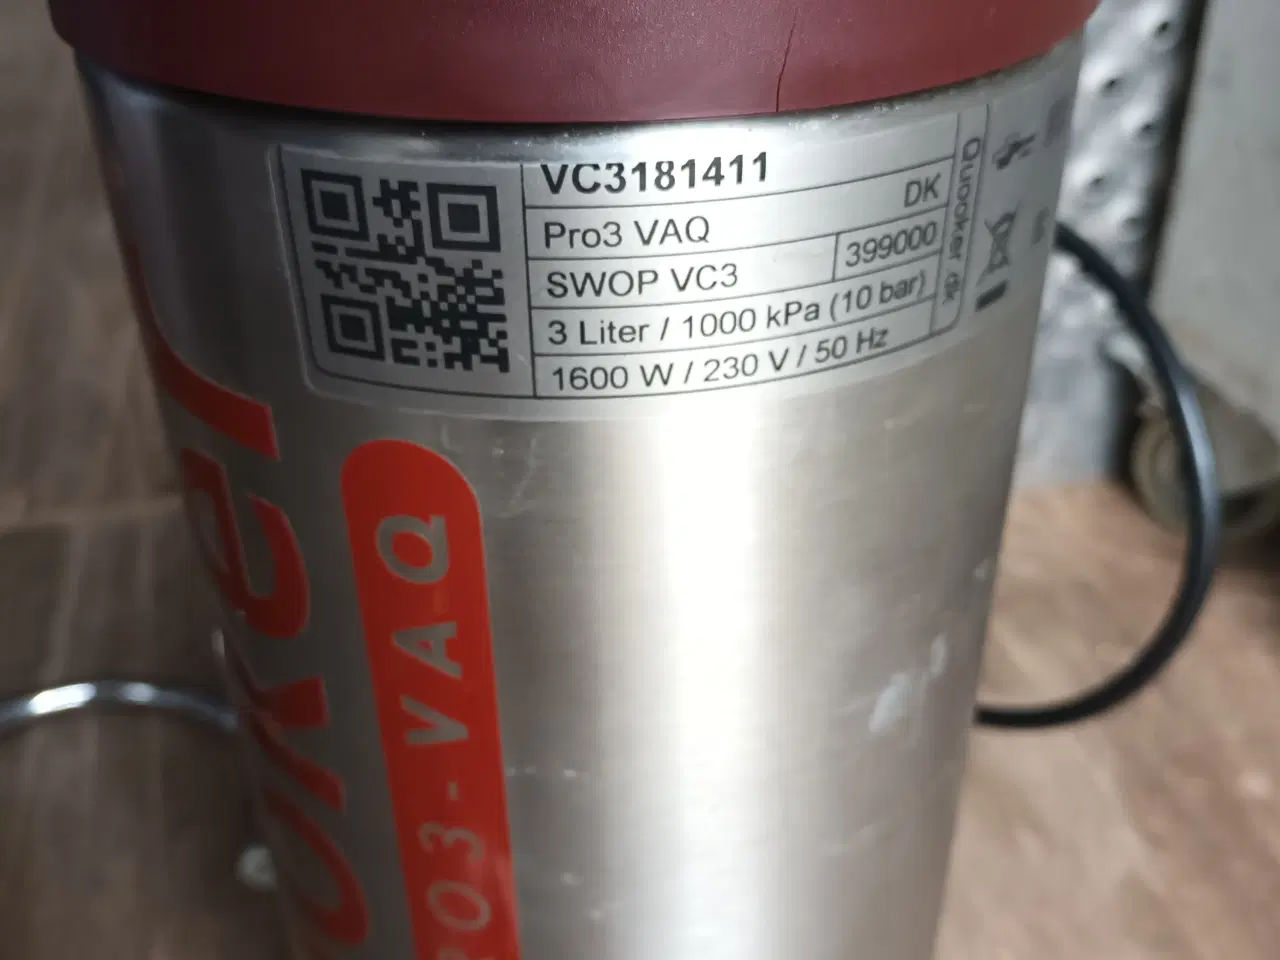 VC3181411
Pro3 VAQ DK
SWOP VC3 399000
3 Liter / 1000 kPa (10 bar)
1600 W / 230 V / 50 Hz
Quooker dk
PRO3-VAQ